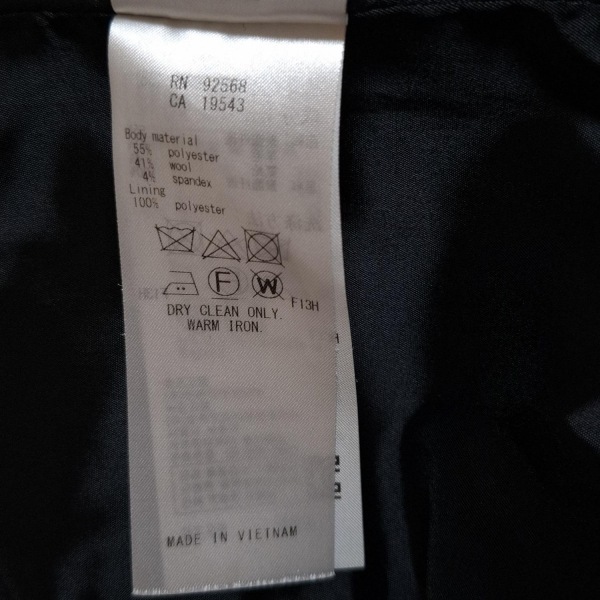 RN 92568
CA 19543
Body material
55% polyester
41% wool
4% spandex
Lining
100% polyester
F W F13H
DRY CLEAN ONLY.
WARM IRON.
MADE IN VIETNAM